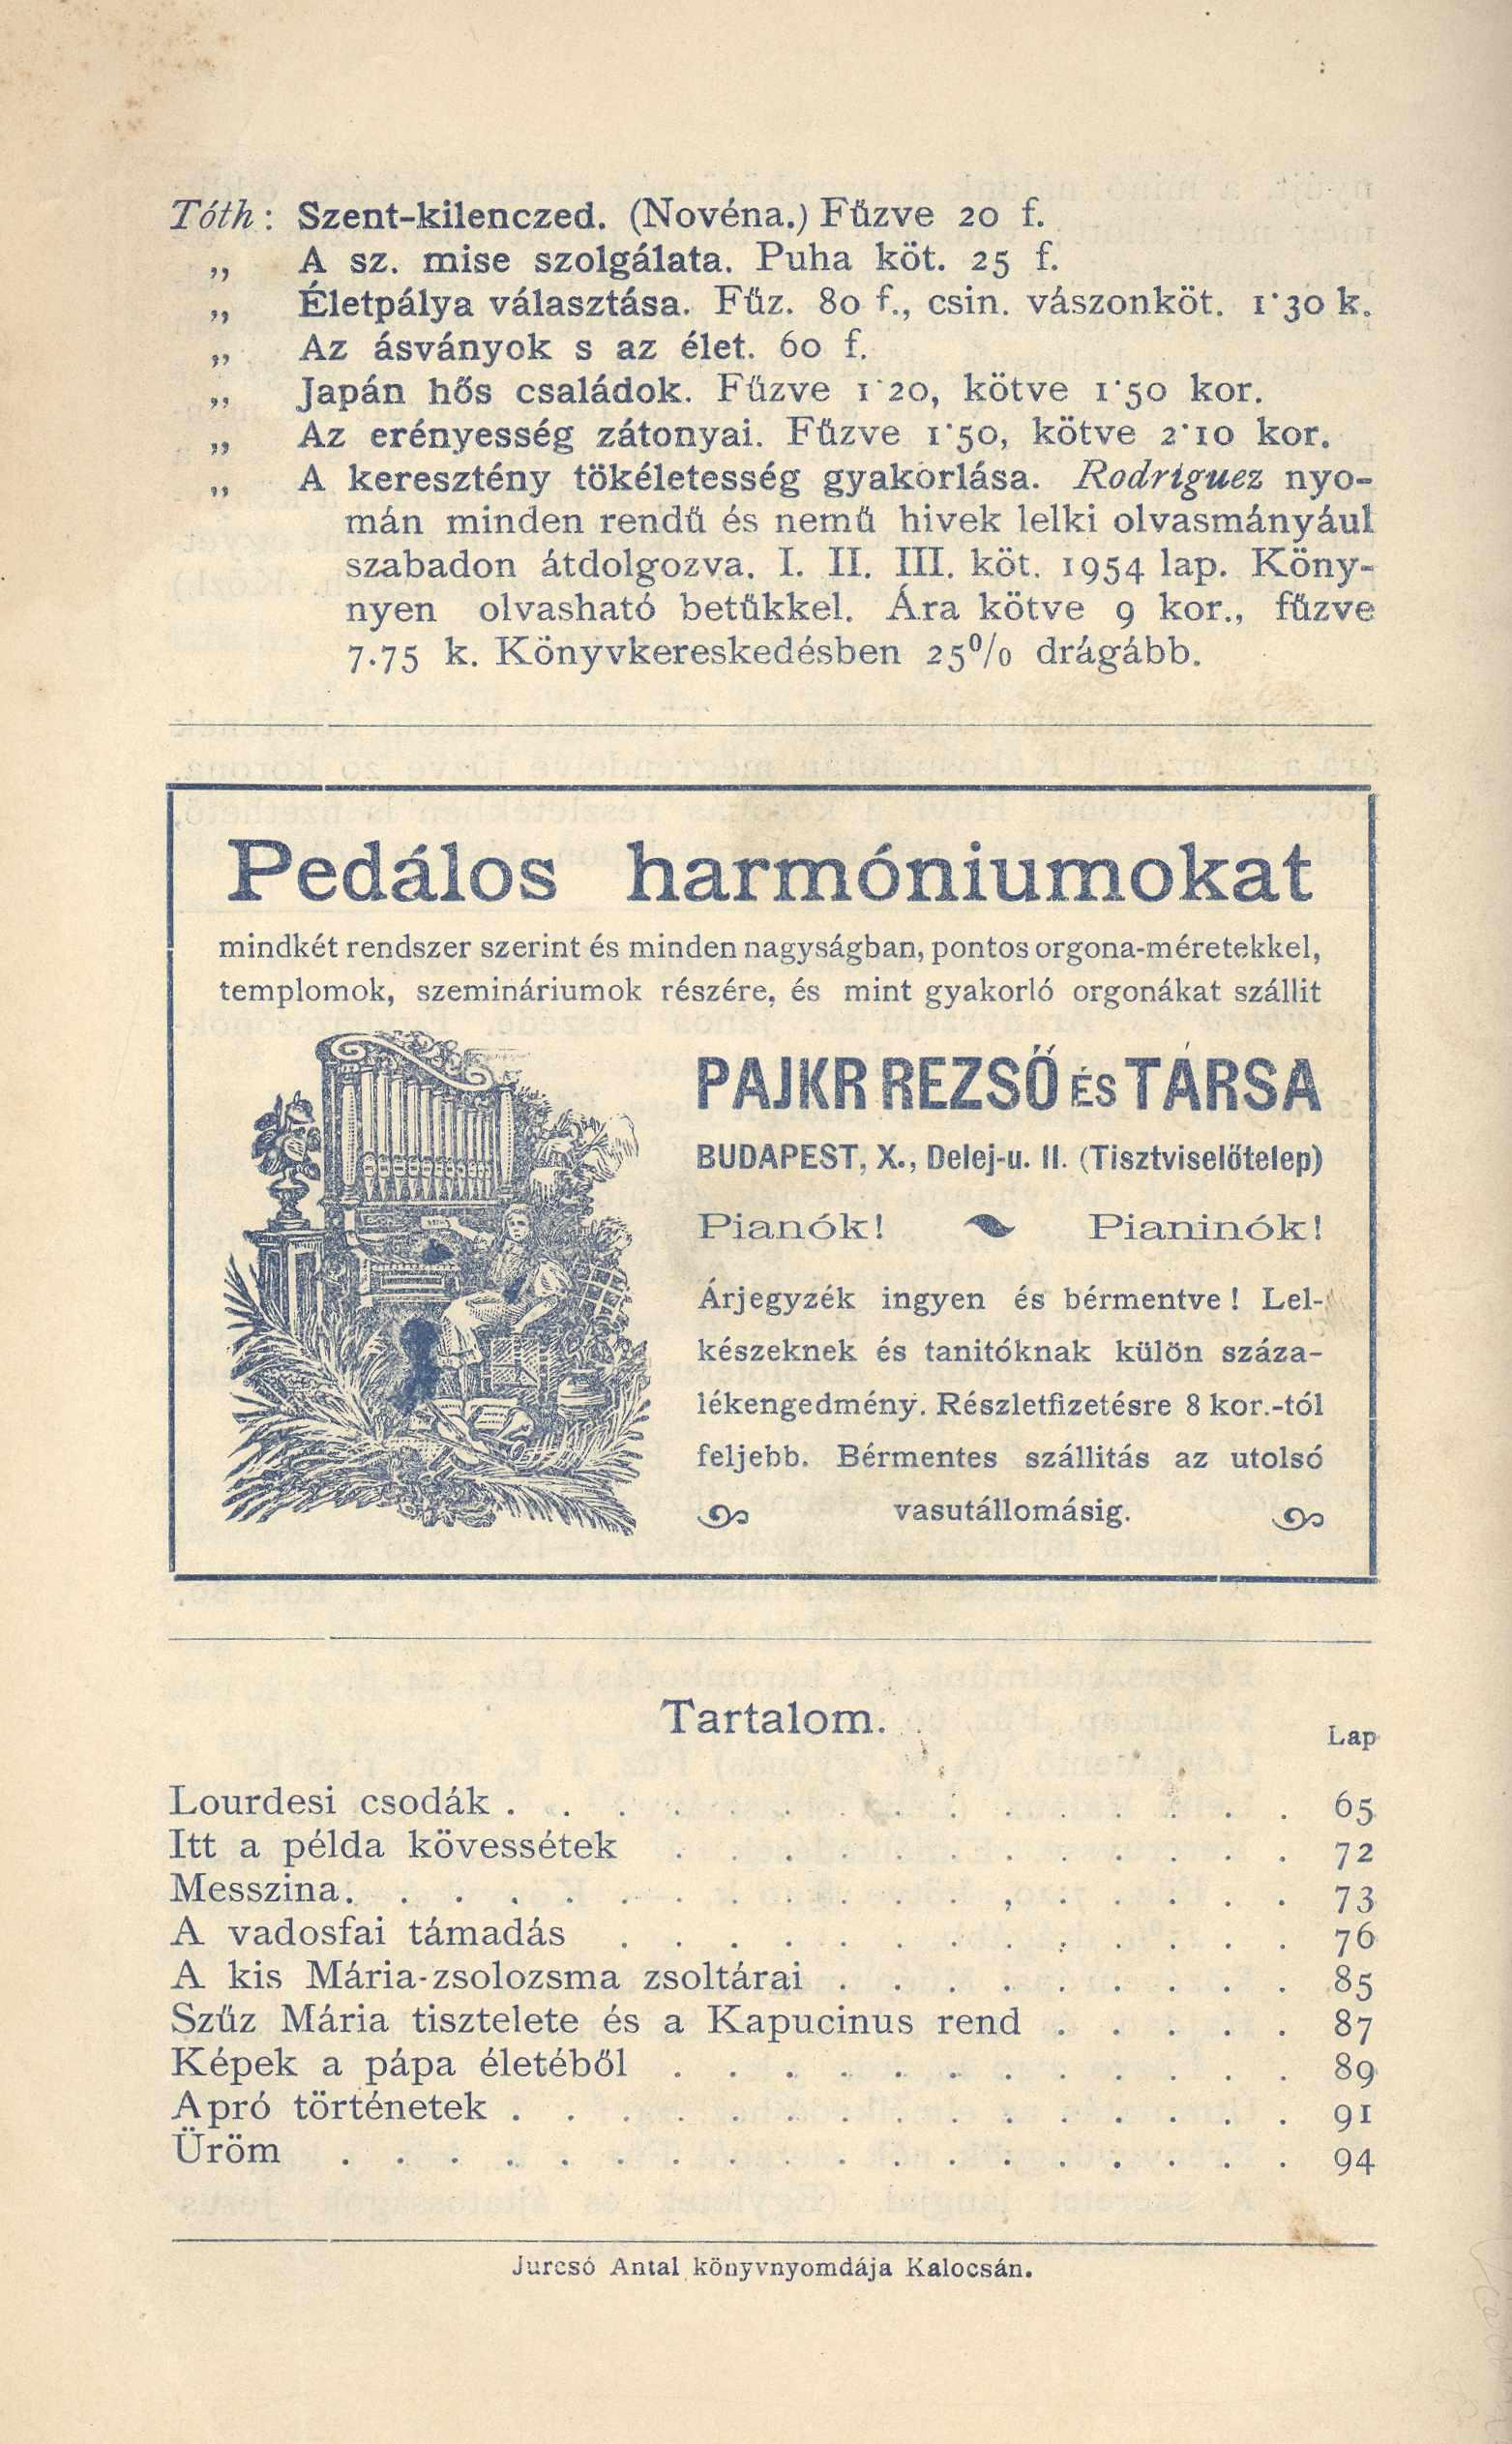 Tóth: Szent-kilenczed. (Novéna.) Fűzve 20 f.
„ A sz. mise szolgálata. Puha köt. 25 f.
„ Életpálya választása. Fűz. 80 f., csin. vászonköt. 1·30 k.
„ Az ásványok s az élet. 60 f.
„ Japán hős családok. Fűzve 1·20, kötve 1·50 kor.
„ Az erényesség zátonyai. Fűzve 1·50, kötve 2·10 kor.
„ A keresztény tökéletesség gyakorlása. Rodriguez nyo-
mán minden rendű és nemű hivek lelki olvasmányául
szabadon átdolgozva. I. II. III. köt. 1954 lap. Köny-
nyen olvasható betűkkel. Ára kötve 9 kor., fűzve
7.75 k. Könyvkereskedésben 25% drágább.
Pedálos harmóniumokat
mindkét rendszer szerint és minden nagyságban, pontos orgona-méretekkel,
templomok, szemináriumok részére, és mint gyakorló orgonákat szállit
PAJKR REZSŐ ÉS TÁRSA
BUDAPEST, X., Delej-u. II. (Tisztviselőtelep)
Pianók! Pianinók!
Árjegyzék ingyen és bérmentve! Lel-
készeknek és tanitóknak külön száza-
lékengedmény. Részletfizetésre 8 kor.-tól
feljebb. Bérmentes szállitás az utolsó
vasutállomásig.
Tartalom.
Lap
Lourdesi csodák . . . . . . . . . . . . . . . 65
Itt a példa kövessétek . . . . . . . . . . . . 72
Messzina. . . . . . . . . . . . . . . . . . 73
A vadosfai támadás . . . . . . . . . . . . . 76
A kis Mária-zsolozsma zsoltárai . . . . . . . . . 85
Szűz Mária tisztelete és a Kapucinus rend . . . . . 87
Képek a pápa életéből . . . . . . . . . . . . 89
Apró történetek . . . . . . . . . . . . . . . 91
Üröm . . . . . . . . . . . . . . . . . . 94
Jurcsó Antal könyvnyomdája Kalocsán.